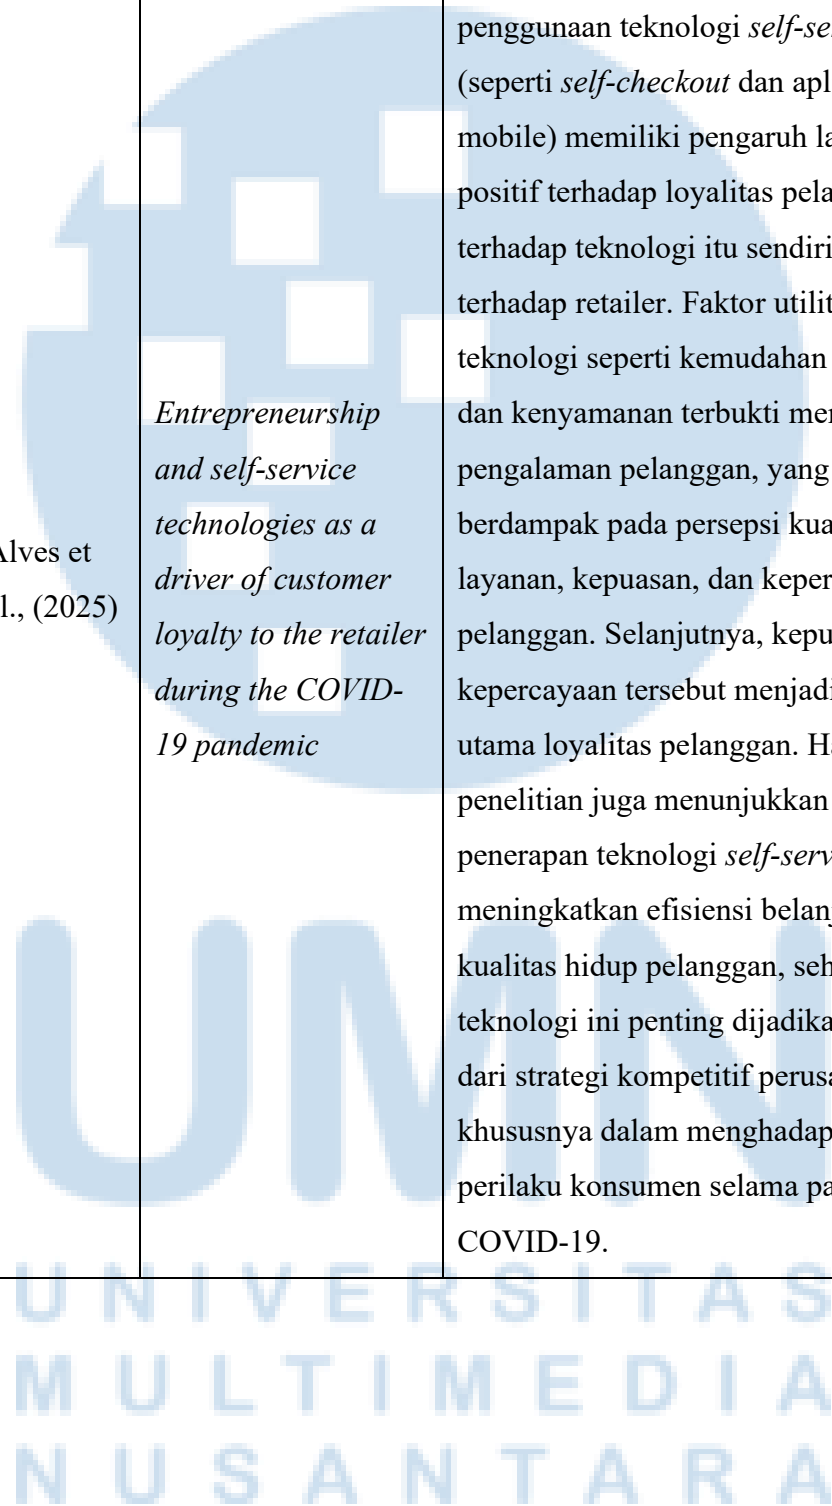 Alves et
l., (2025)
Entrepreneurship
and self-service
technologies as a
driver of customer
loyalty to the retailer
during the COVID-
19 pandemic
penggunaan teknologi
(seperti self-checkout dan
mobile) memiliki pengaruh
positif terhadap loyalitas
terhadap teknologi itu sendiri
terhadap retailer. Faktor
teknologi seperti kemudahan
dan kenyamanan terbukti
pengalaman pelanggan, yang
berdampak pada persepsi
layanan, kepuasan, dan
pelanggan. Selanjutnya,
kepercayaan tersebut menjadi
utama loyalitas pelanggan.
penelitian juga menunjukkan
penerapan teknologi
meningkatkan efisiensi
kualitas hidup pelanggan,
teknologi ini penting
dari strategi kompetitif
khususnya dalam
perilaku konsumen selama
COVID-19.
UMN
UNIVERSITAS
MULTIMEDIA
NUSANTARA